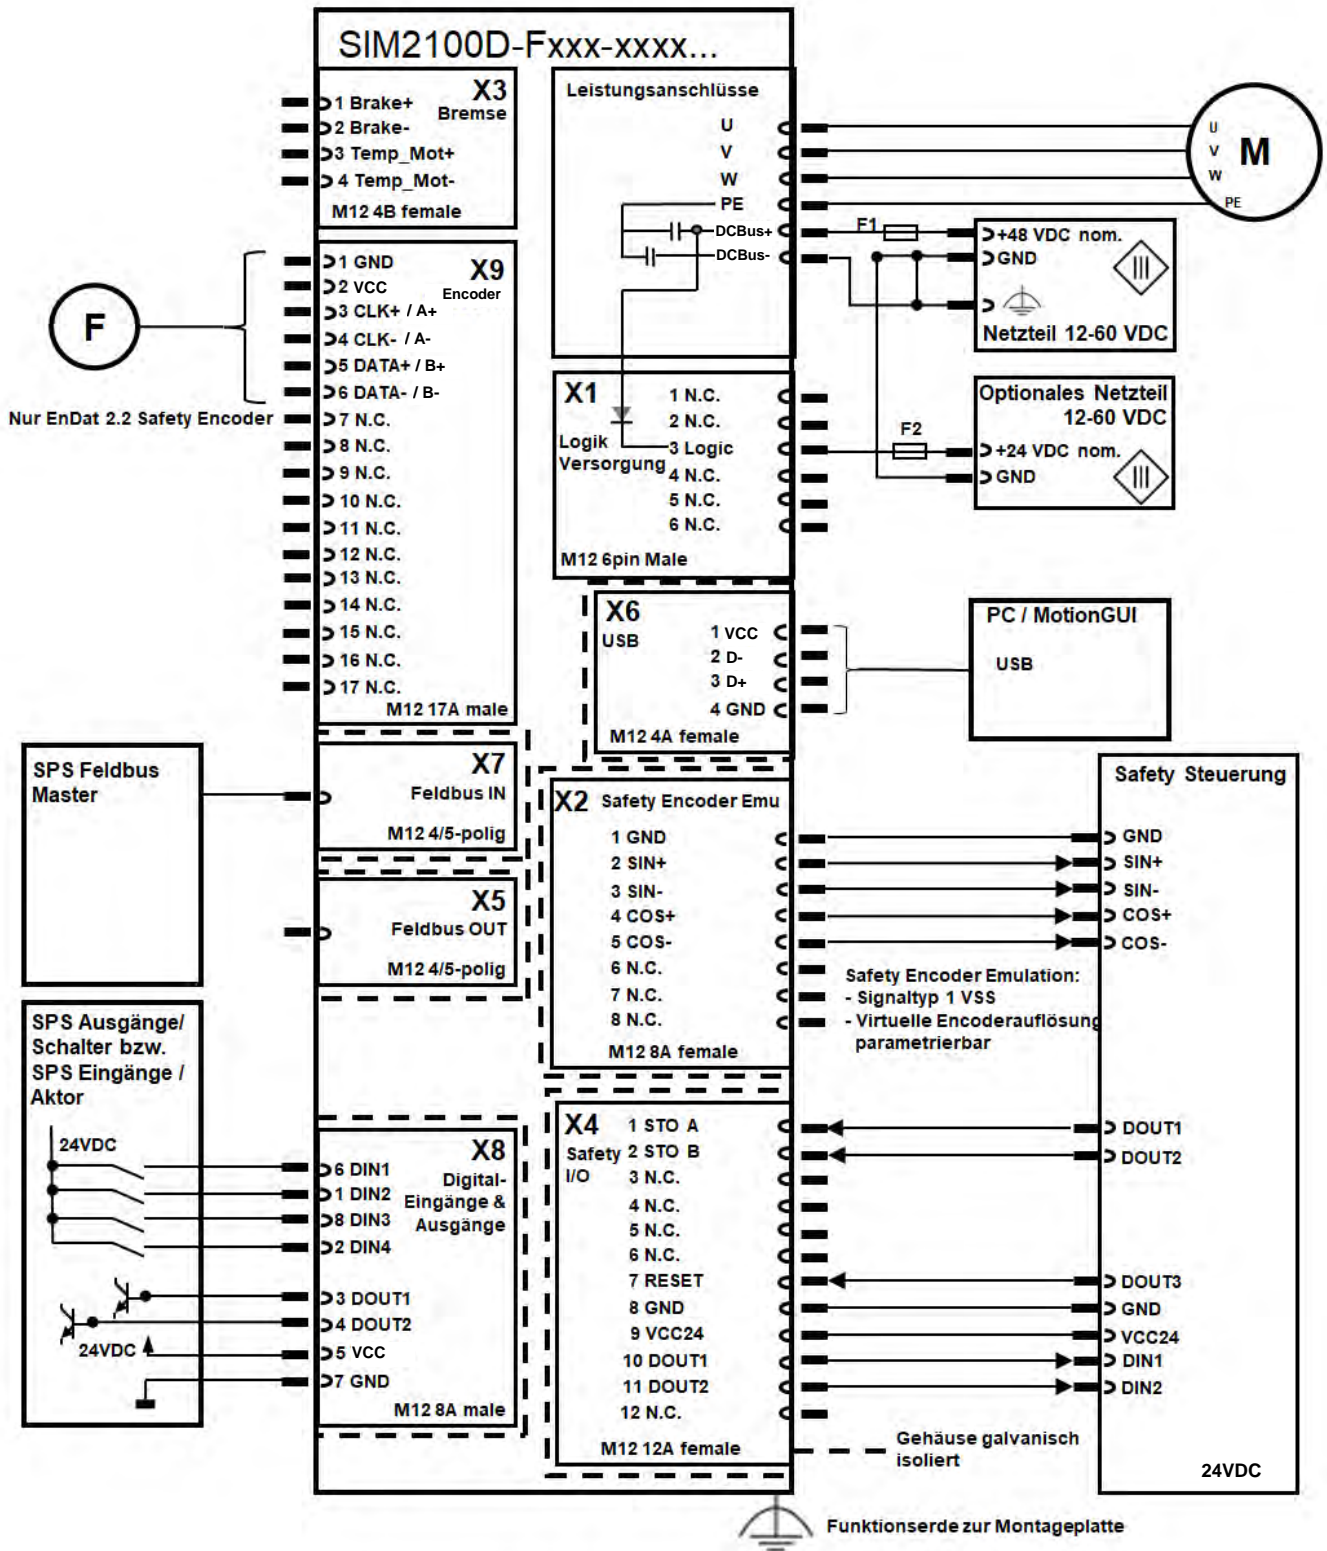 SIM2100D-Fxxx-xxxx...
X3
Bremse
1 Brake+
2 Brake-
3 Temp_Mot+
4 Temp_Mot-
M12 4B female
Leistungsanschlüsse
U
V
W
PE
DCBus+
DCBus-
U
V
W
PE
M
F1
+48 VDC nom.
GND
Netzteil 12-60 VDC
F
Nur EnDat 2.2 Safety Encoder
X9
Encoder
1 GND
2 VCC
3 CLK+ / A+
4 CLK- / A-
5 DATA+ / B+
6 DATA- / B-
7 N.C.
8 N.C.
9 N.C.
10 N.C.
11 N.C.
12 N.C.
13 N.C.
14 N.C.
15 N.C.
16 N.C.
17 N.C.
M12 17A male
X1
Logik
Versorgung
1 N.C.
2 N.C.
3 Logic
4 N.C.
5 N.C.
6 N.C.
M12 6pin Male
F2
Optionales Netzteil
12-60 VDC
+24 VDC nom.
GND
X6
USB
1 VCC
2 D-
3 D+
4 GND
M12 4A female
PC / MotionGUI
USB
SPS Feldbus
Master
X7
Feldbus IN
M12 4/5-polig
X5
Feldbus OUT
M12 4/5-polig
X2 Safety Encoder Emu
1 GND
2 SIN+
3 SIN-
4 COS+
5 COS-
6 N.C.
7 N.C.
8 N.C.
M12 8A female
Safety Steuerung
GND
SIN+
SIN-
COS+
COS-
Safety Encoder Emulation:
- Signaltyp 1 VSS
- Virtuelle Encoderauflösung
parametrierbar
SPS Ausgänge/
Schalter bzw.
SPS Eingänge /
Aktor
24VDC
24VDC
X8
Digital-
Eingänge &
Ausgänge
6 DIN1
1 DIN2
8 DIN3
2 DIN4
3 DOUT1
4 DOUT2
5 VCC
7 GND
M12 8A male
X4
Safety
I/O
1 STO A
2 STO B
3 N.C.
4 N.C.
5 N.C.
6 N.C.
7 RESET
8 GND
9 VCC24
10 DOUT1
11 DOUT2
12 N.C.
M12 12A female
DOUT1
DOUT2
DOUT3
GND
VCC24
DIN1
DIN2
24VDC
Gehäuse galvanisch
isoliert
Funktionserde zur Montageplatte